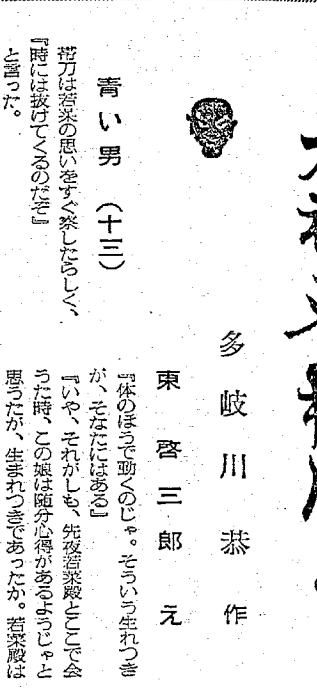 多岐川　恭　作
東　啓三郎　え
青い男　（十三）
帯刀は若菜の思いをすぐ察したらしく、
『時には抜けてくるのだぞ』
と言った。
『体のほうで動くのじゃ。そういう生れつき
が、そなたにはある』
『いや、それがしも、先夜若菜殿とここで会
うた時、この娘は随分心得があるようじゃと
思うたが、生まれつきであったか。若菜殿は